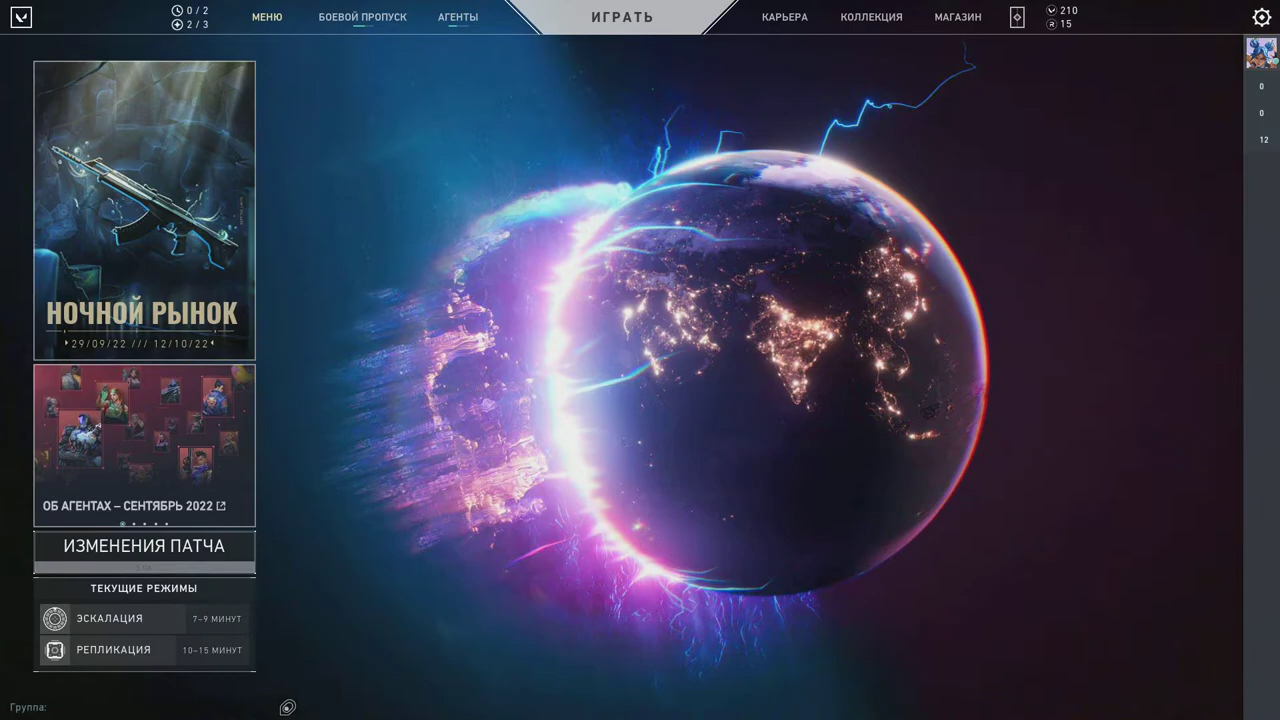 0 / 2
2 / 3
МЕНЮ
БОЕВОЙ ПРОПУСК
АГЕНТЫ
ИГРАТЬ
КАРЬЕРА
КОЛЛЕКЦИЯ
МАГАЗИН
210
15
НОЧНОЙ РЫНОК
29/09/22 /// 12/10/22
ОБ АГЕНТАХ – СЕНТЯБРЬ 2022
ИЗМЕНЕНИЯ ПАТЧА
ТЕКУЩИЕ РЕЖИМЫ
ЭСКАЛАЦИЯ
7–9 МИНУТ
РЕПЛИКАЦИЯ
10–15 МИНУТ
Группа:
0
0
12